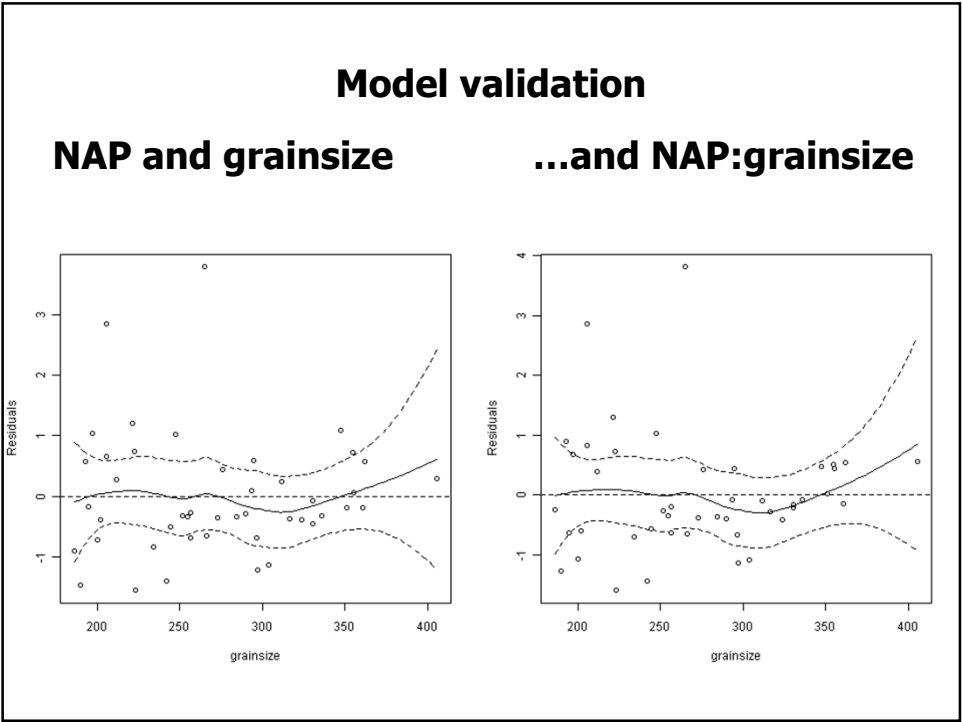 Model validation
NAP and grainsize
...and NAP:grainsize
3
2
1
0
-1
Residuals
200 250 300 350 400
grainsize
4
3
2
1
0
-1
Residuals
200 250 300 350 400
grainsize